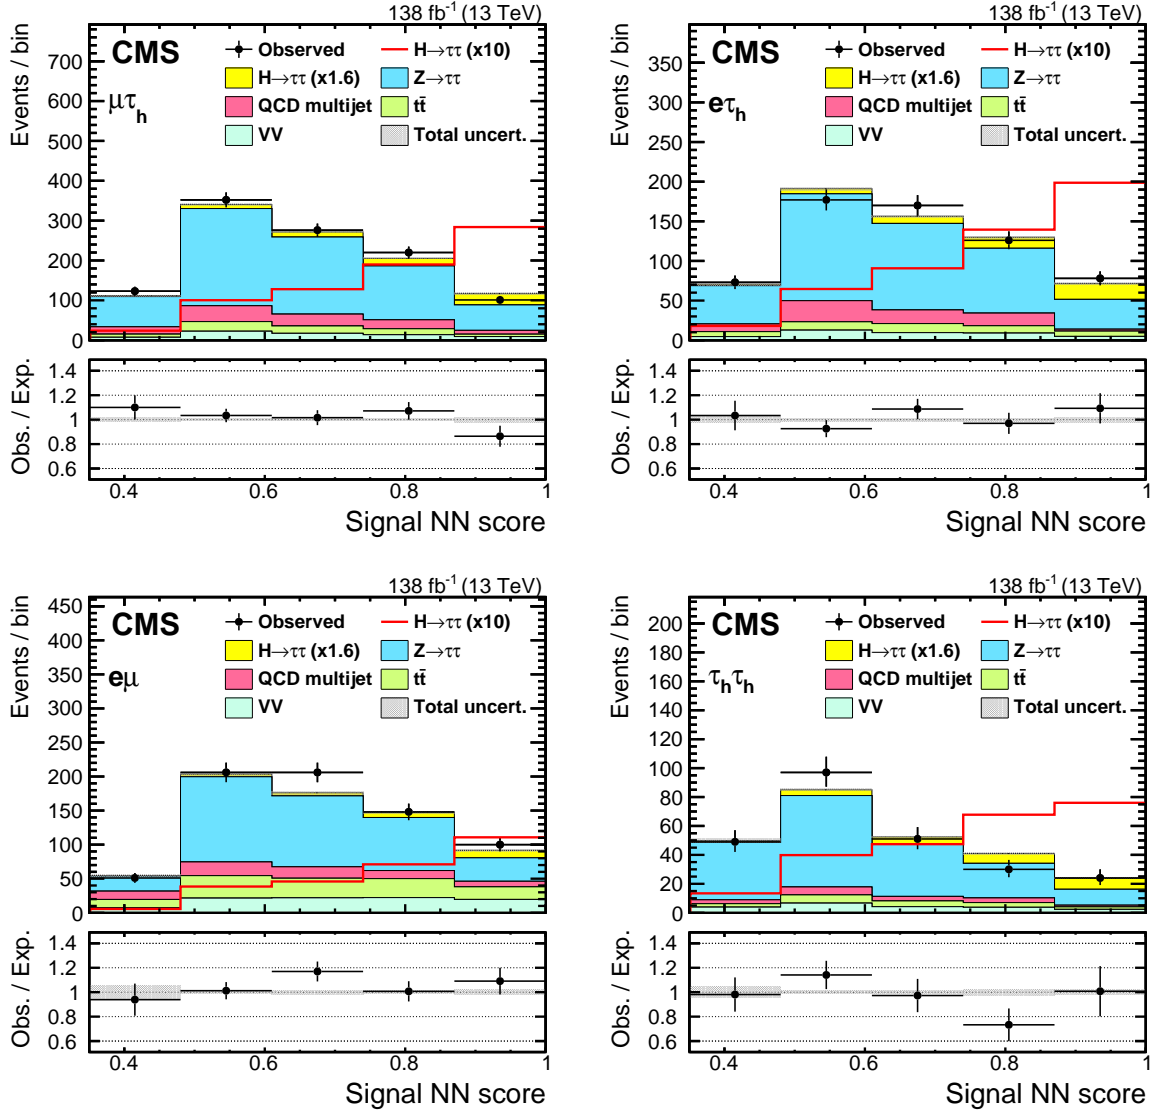 138 fb⁻¹ (13 TeV)
Events / bin
CMS
μτₕ
Observed
H→ττ (x10)
H→ττ (x1.6)
Z→ττ
QCD multijet
tt̄
VV
Total uncert.
700
600
500
400
300
200
100
0
Obs. / Exp.
1.4
1.2
1
0.8
0.6
0.4 0.6 0.8 1
Signal NN score
138 fb⁻¹ (13 TeV)
Events / bin
CMS
eτₕ
Observed
H→ττ (x10)
H→ττ (x1.6)
Z→ττ
QCD multijet
tt̄
VV
Total uncert.
350
300
250
200
150
100
50
0
Obs. / Exp.
1.4
1.2
1
0.8
0.6
0.4 0.6 0.8 1
Signal NN score
138 fb⁻¹ (13 TeV)
Events / bin
CMS
eμ
Observed
H→ττ (x10)
H→ττ (x1.6)
Z→ττ
QCD multijet
tt̄
VV
Total uncert.
450
400
350
300
250
200
150
100
50
0
Obs. / Exp.
1.4
1.2
1
0.8
0.6
0.4 0.6 0.8 1
Signal NN score
138 fb⁻¹ (13 TeV)
Events / bin
CMS
τₕτₕ
Observed
H→ττ (x10)
H→ττ (x1.6)
Z→ττ
QCD multijet
tt̄
VV
Total uncert.
200
180
160
140
120
100
80
60
40
20
0
Obs. / Exp.
1.4
1.2
1
0.8
0.6
0.4 0.6 0.8 1
Signal NN score